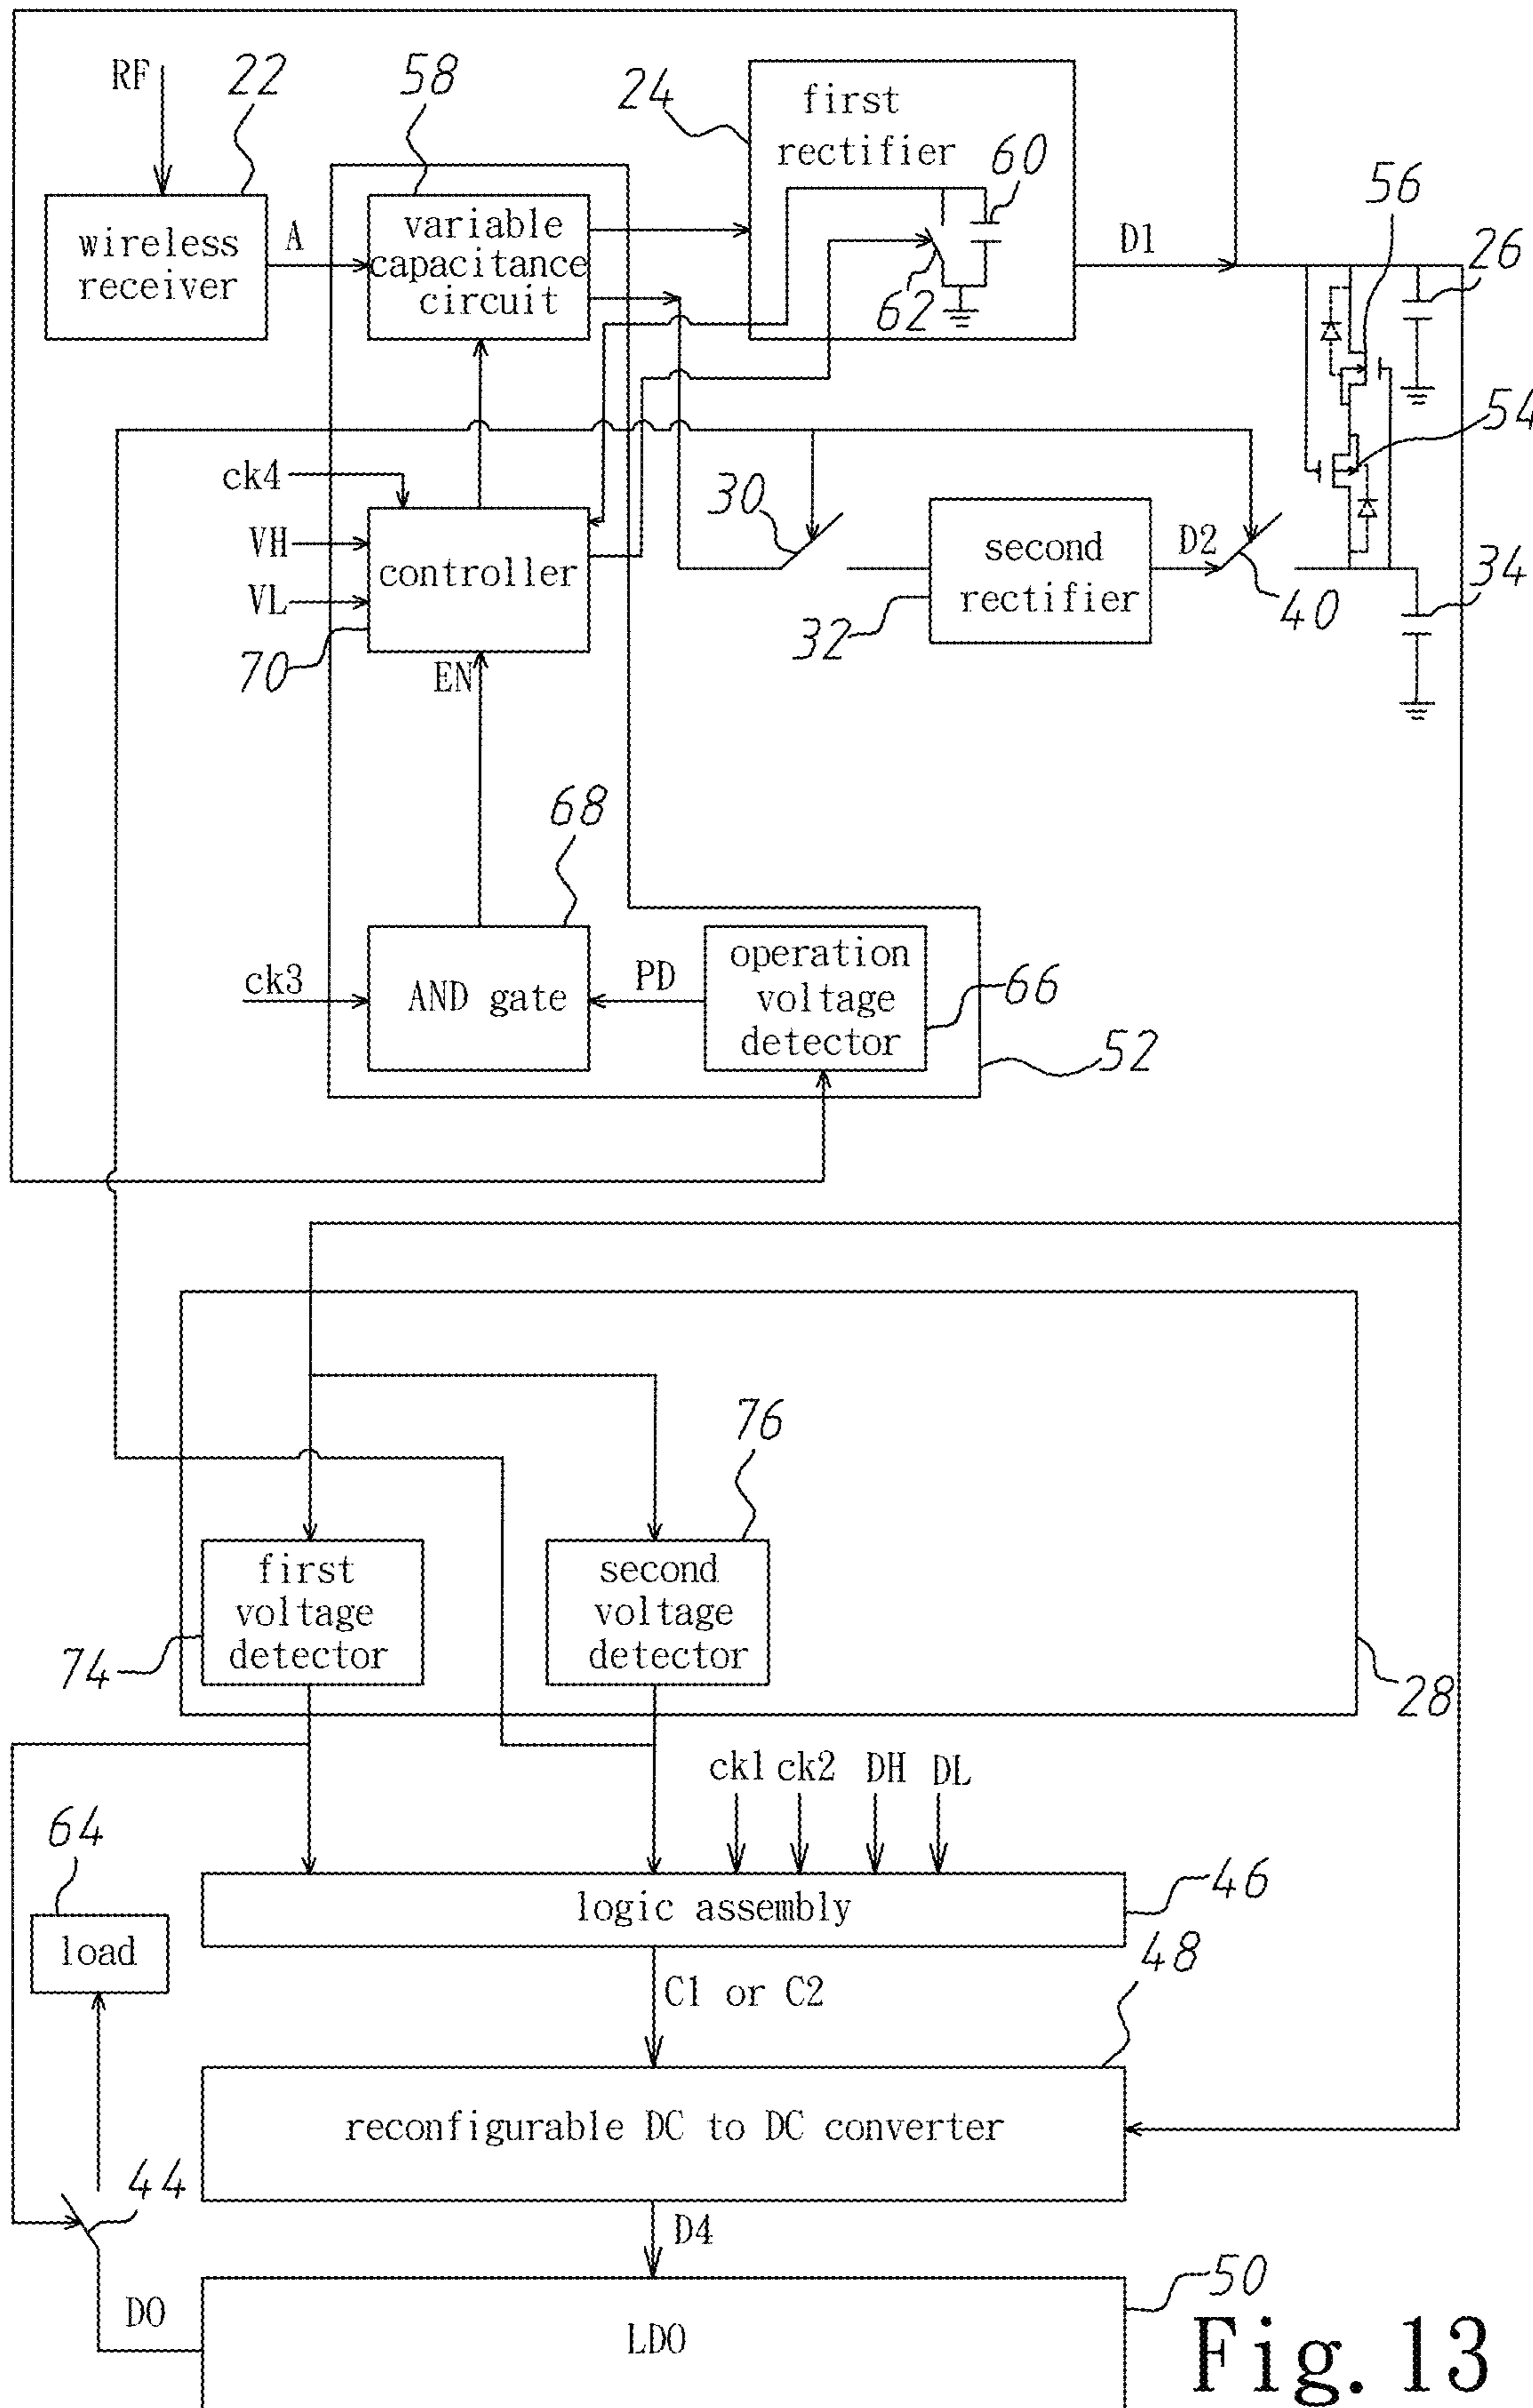 RF
22
58
24
first
rectifier
60
56
26
wireless
receiver
A
variable
capacitance
circuit
62
D1
54
ck4
VH
VL
controller
70
EN
30
second
rectifier
32
D2
40
34
68
ck3
AND gate
PD
operation
voltage
detector
66
52
76
first
voltage
detector
74
second
voltage
detector
28
ck1
ck2
DH
DL
64
load
logic assembly
46
C1 or C2
48
reconfigurable DC to DC converter
44
D4
DO
LDO
50
Fig.13